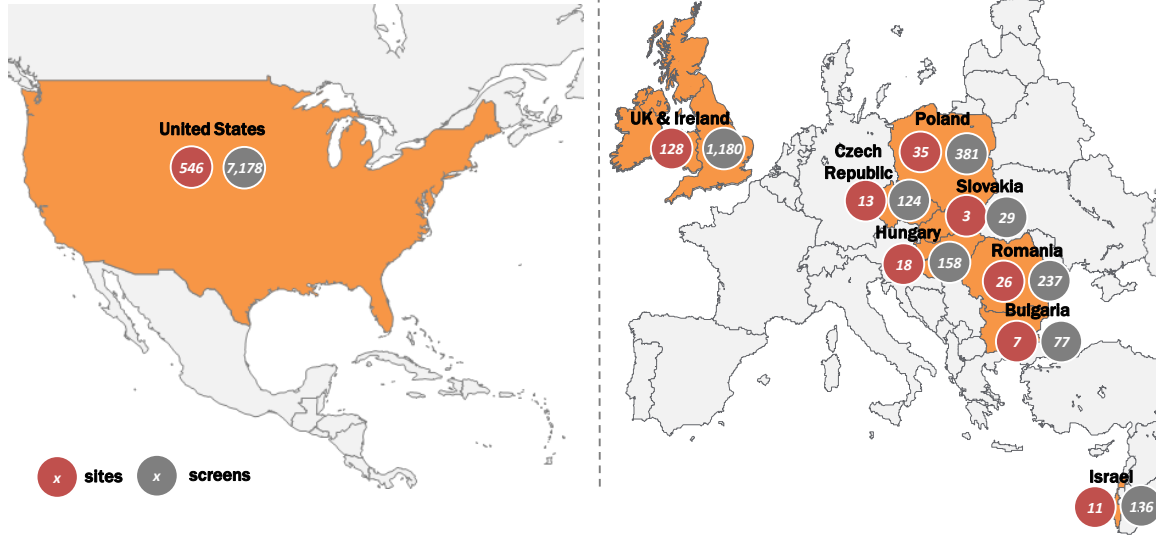 United States
546 7,178
x sites x screens
UK & Ireland
128 1,180
Poland
35 381
Czech
Republic
13 124
Slovakia
3 29
Hungary
18 158
Romania
26 237
Bulgaria
7 77
Israel
11 136